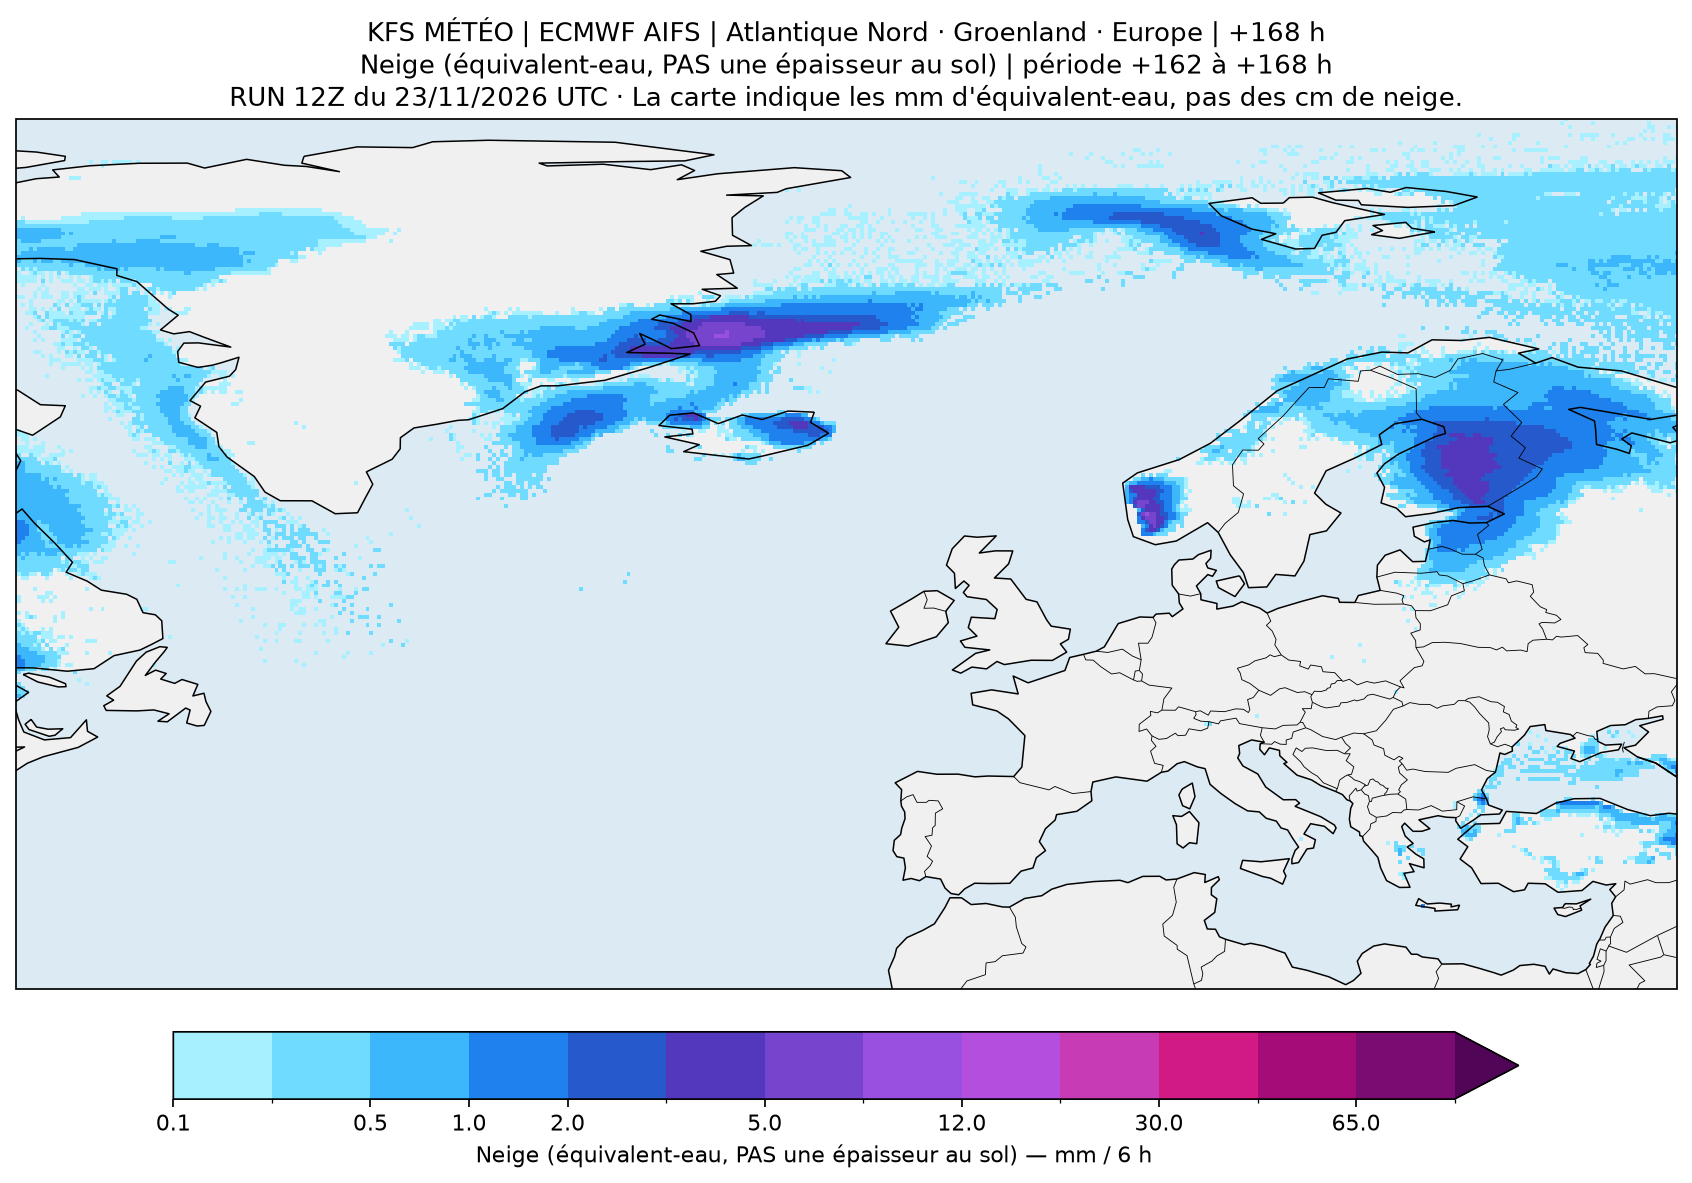 KFS MÉTÉO | ECMWF AIFS | Atlantique Nord · Groenland · Europe | +168 h
Neige (équivalent-eau, PAS une épaisseur au sol) | période +162 à +168 h
RUN 12Z du 23/11/2026 UTC · La carte indique les mm d'équivalent-eau, pas des cm de neige.
0.1 0.5 1.0 2.0 5.0 12.0 30.0 65.0
Neige (équivalent-eau, PAS une épaisseur au sol) — mm / 6 h